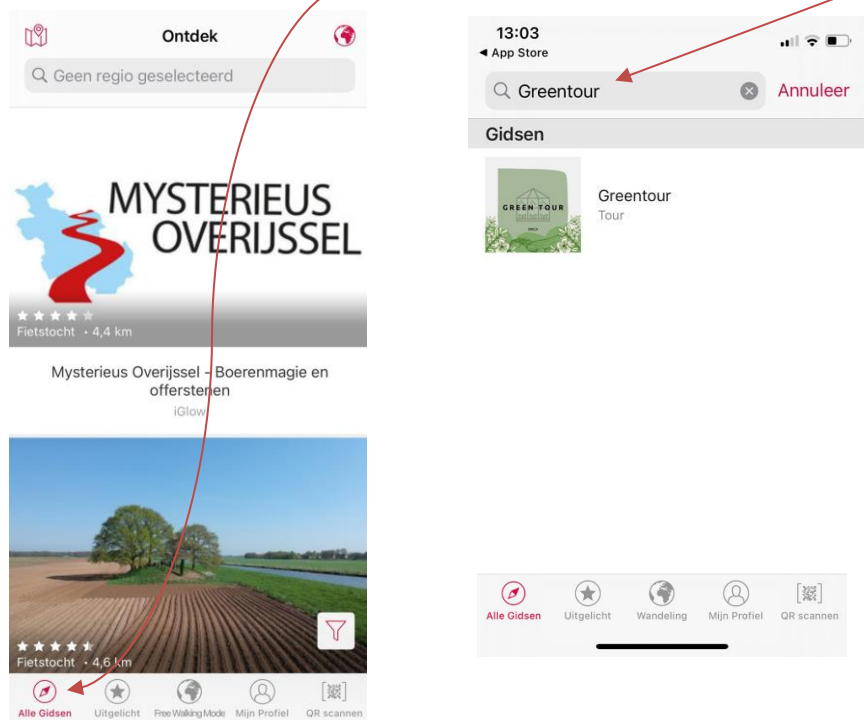 Ontdek
Geen regio geselecteerd
MYSTERIEUS
OVERIJSSEL
Fietstocht • 4,4 km
Mysterieus Overijssel - Boerenmagie en
offerstenen
iGlow
Fietstocht • 4,6 km
Alle Gidsen Uitgelicht Free Walking Mode Mijn Profiel QR scannen
13:03
◀ App Store
Greentour Annuleer
Gidsen
GREEN TOUR
Greentour
Tour
Alle Gidsen Uitgelicht Wandeling Mijn Profiel QR scannen